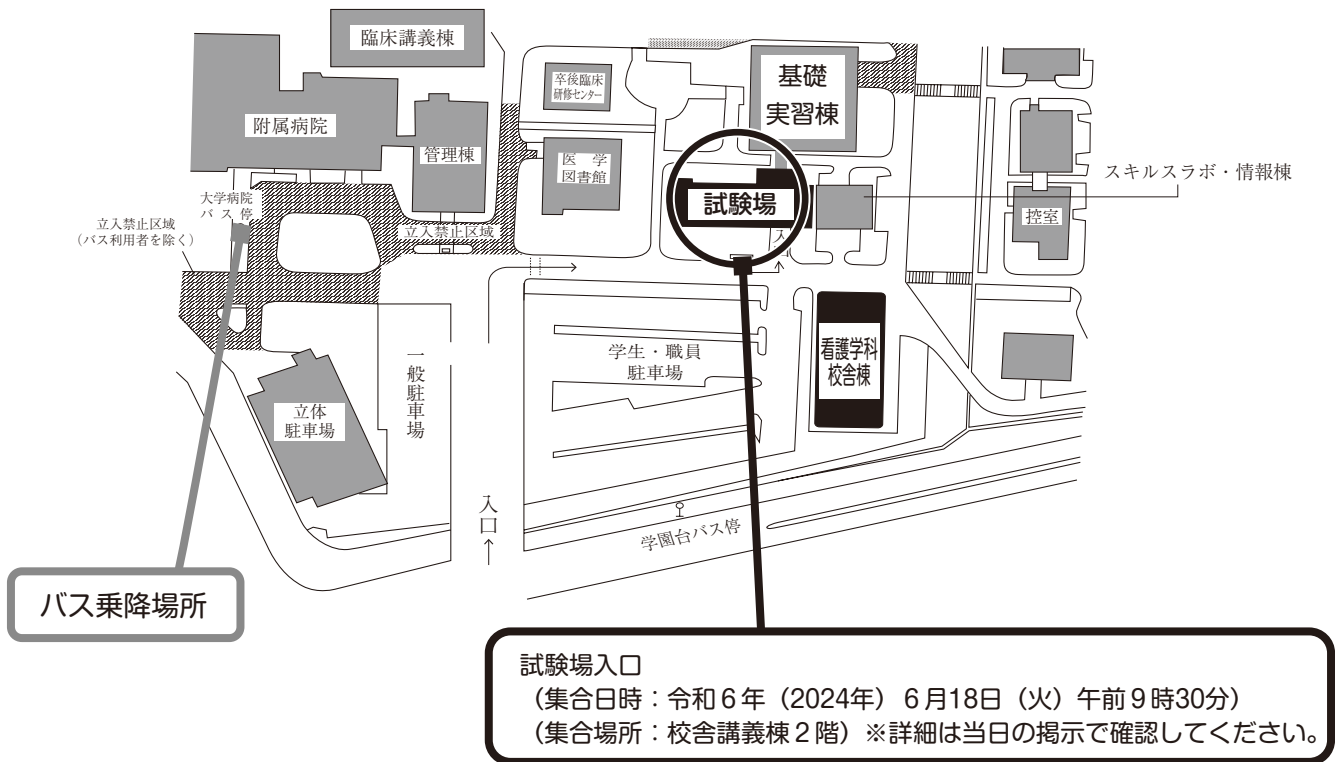 臨床講義棟
附属病院
管理棟
卒後臨床
研修センター
医学
図書館
基礎
実習棟
試験場
入口
スキルスラボ・情報棟
控室
大学病院
バス停
立入禁止区域
（バス利用者を除く）
立入禁止区域
一般駐車場
学生・職員
駐車場
看護学科
校舎棟
立体
駐車場
入口
学園台バス停
バス乗降場所
試験場入口
（集合日時：令和６年（2024年）６月18日（火）午前９時30分）
（集合場所：校舎講義棟２階）※詳細は当日の掲示で確認してください。